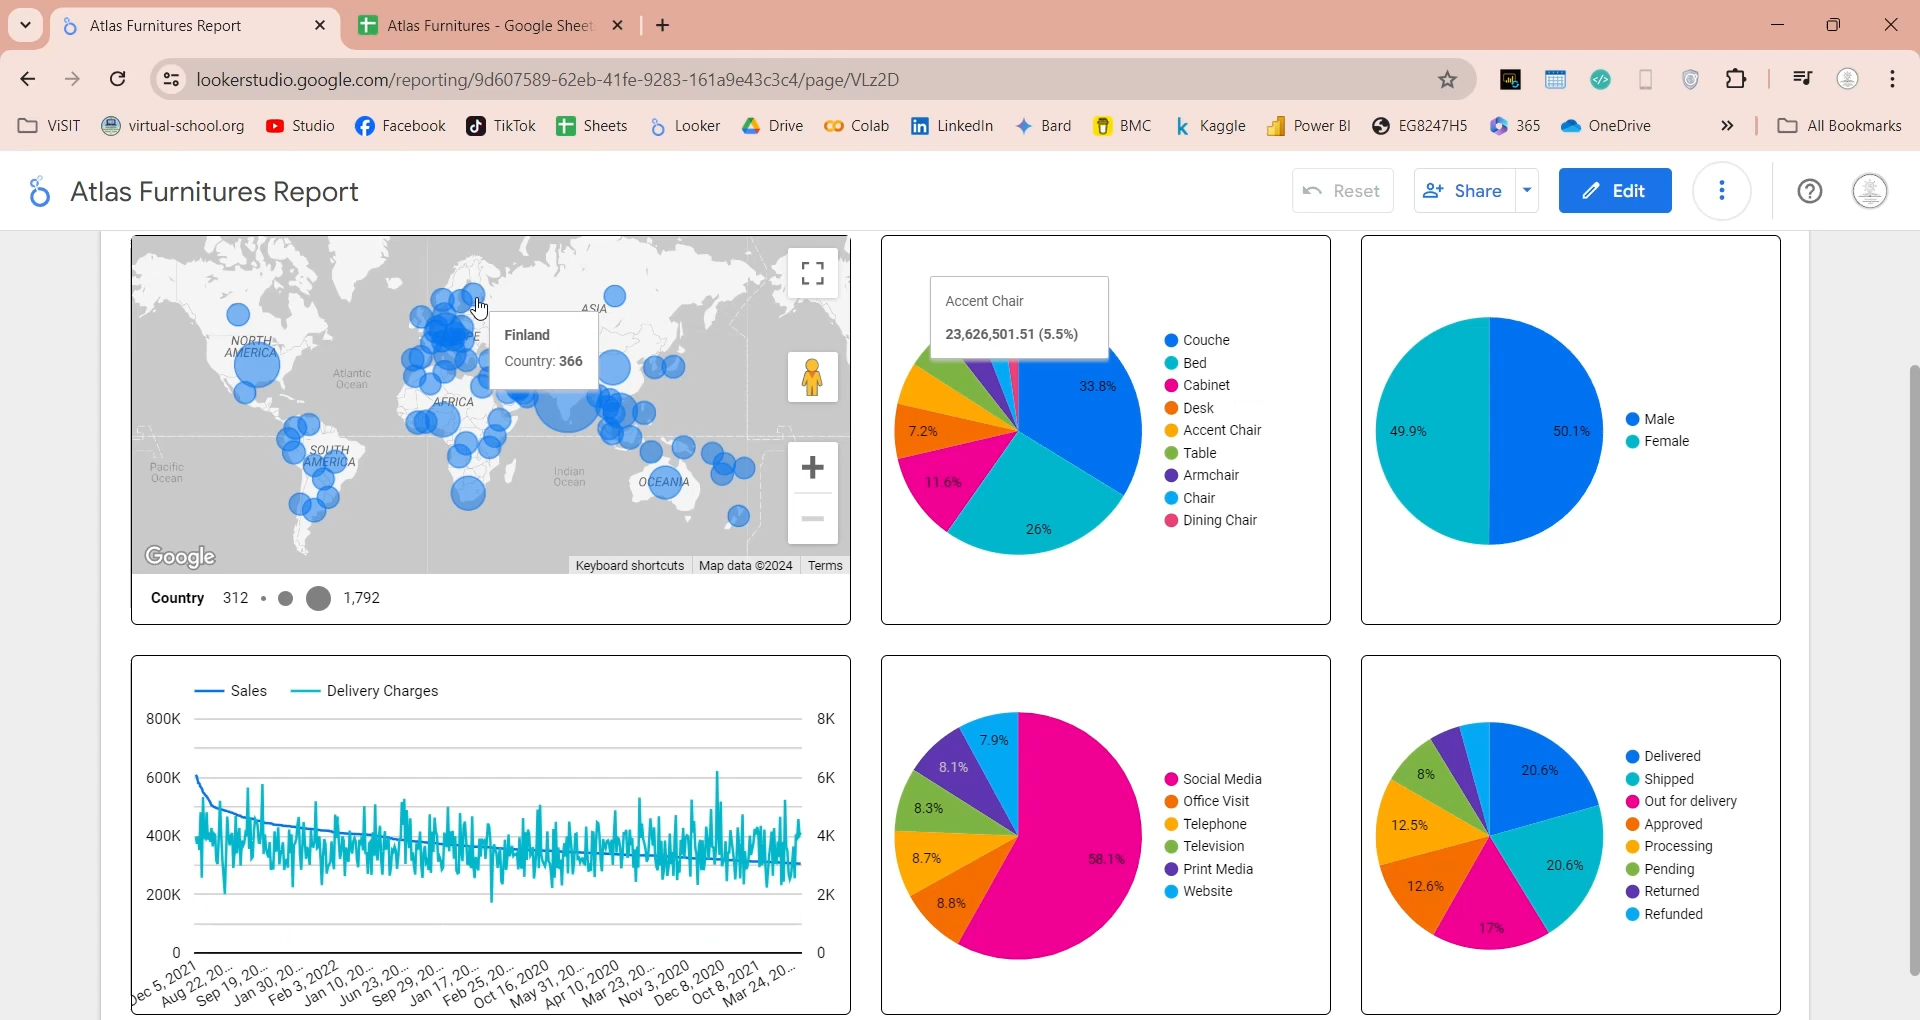 Atlas Furnitures Report
Atlas Furnitures - Google Sheet
lookerstudio.google.com/reporting/9d607589-62eb-41fe-9283-161a9e43c3c4/page/VLz2D
ViSIT
virtual-school.org
Studio
Facebook
TikTok
Sheets
Looker
Drive
Colab
LinkedIn
Bard
BMC
Kaggle
Power BI
EG8247H5
365
OneDrive
All Bookmarks
Atlas Furnitures Report
Reset
Share
Edit
NORTH
AMERICA
Atlantic
Ocean
ASIA
AFRICA
SOUTH
AMERICA
Pacific
Ocean
Indian
Ocean
OCEANIA
Finland
Country: 366
Google
Keyboard shortcuts
Map data ©2024
Terms
Country 312 1,792
Accent Chair
23,626,501.51 (5.5%)
33.8%
7.2%
11.6%
26%
Couche
Bed
Cabinet
Desk
Accent Chair
Table
Armchair
Chair
Dining Chair
49.9%
50.1%
Male
Female
Sales
Delivery Charges
800K
600K
400K
200K
0
8K
6K
4K
2K
0
Dec 5, 2021
Aug 22, 20...
Sep 19, 20...
Jan 30, 20...
Feb 3, 2022
Jan 10, 20...
Jun 23, 20...
Sep 29, 20...
Jan 17, 20...
Feb 25, 20...
Oct 16, 2020
May 31, 20...
Apr 10, 2020
Mar 23, 20...
Nov 3, 2020
Dec 8, 2020
Oct 8, 2021
Mar 24, 20...
7.9%
8.1%
8.3%
8.7%
8.8%
58.1%
Social Media
Office Visit
Telephone
Television
Print Media
Website
8%
20.6%
12.5%
20.6%
12.6%
17%
Delivered
Shipped
Out for delivery
Approved
Processing
Pending
Returned
Refunded